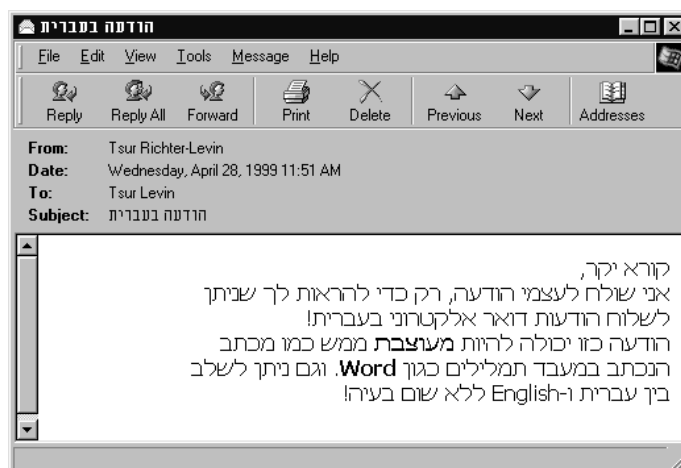 הודעה בעברית
File Edit View Tools Message Help
Reply Reply All Forward Print Delete Previous Next Addresses
From: Tsur Richter-Levin
Date: Wednesday, April 28, 1999 11:51 AM
To: Tsur Levin
Subject: הודעה בעברית
קורא יקר,
אני שולח לעצמי הודעה, רק כדי להראות לך שניתן
לשלוח הודעות דואר אלקטרוני בעברית!
הודעה כזו יכולה להיות מעוצבת ממש כמו מכתב
הנכתב במעבד תמלילים כגון Word. וגם ניתן לשלב
בין עברית ו-English ללא שום בעיה!